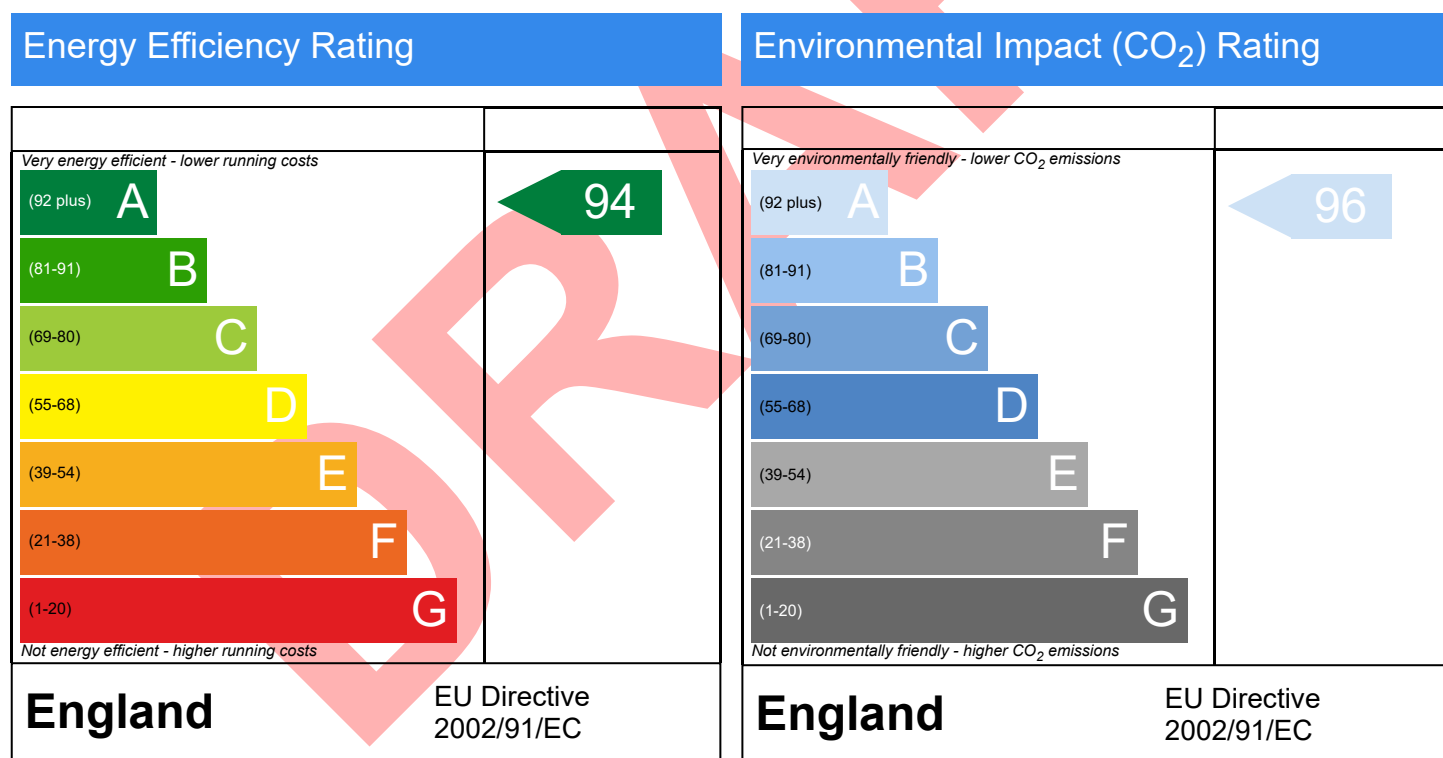 Energy Efficiency Rating
Very energy efficient - lower running costs
(92 plus) A
94
(81-91) B
(69-80) C
(55-68) D
(39-54) E
(21-38) F
(1-20) G
Not energy efficient - higher running costs
England
EU Directive
2002/91/EC
Environmental Impact (CO2) Rating
Very environmentally friendly - lower CO2 emissions
(92 plus) A
96
(81-91) B
(69-80) C
(55-68) D
(39-54) E
(21-38) F
(1-20) G
Not environmentally friendly - higher CO2 emissions
England
EU Directive
2002/91/EC